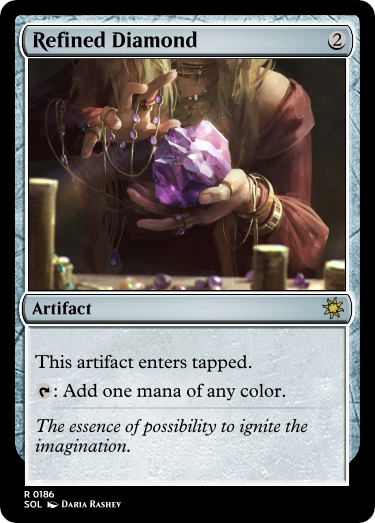 Refined Diamond 2
Artifact
This artifact enters tapped.
: Add one mana of any color.
The essence of possibility to ignite the
imagination.
R 0186
SOL Daria Rashev